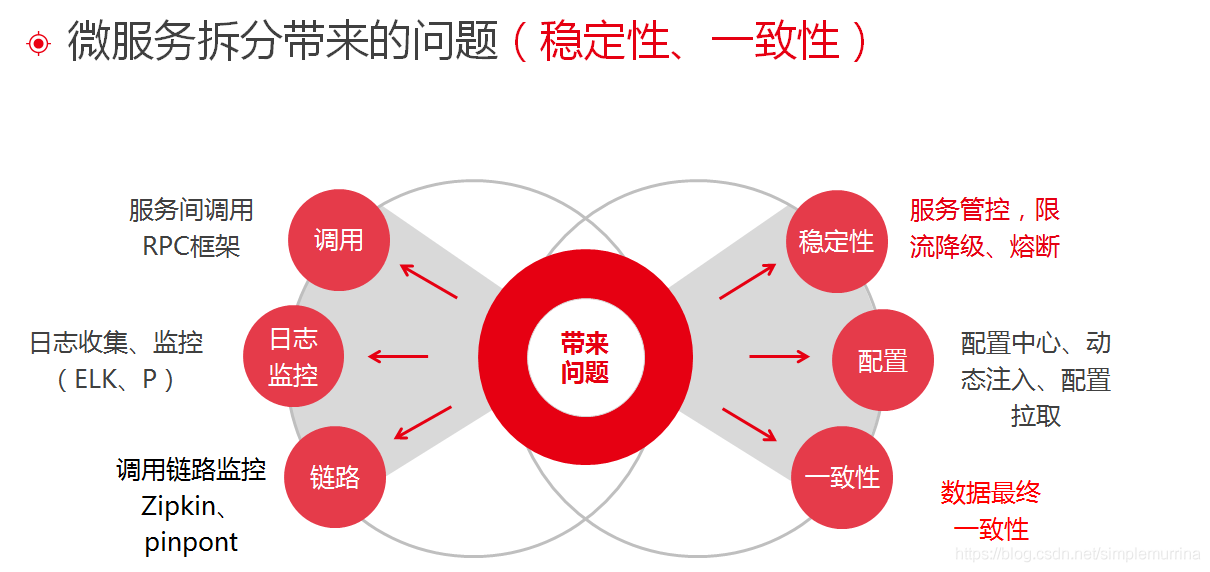 微服务拆分带来的问题（稳定性、一致性）
服务间调用
RPC框架
调用
日志收集、监控
（ELK、P）
日志
监控
调用链路监控
Zipkin、
pinpont
链路
带来
问题
稳定性
服务管控，限
流降级、熔断
配置
配置中心、动
态注入、配置
拉取
一致性
数据最终
一致性
https://blog.csdn.net/simplemurrina